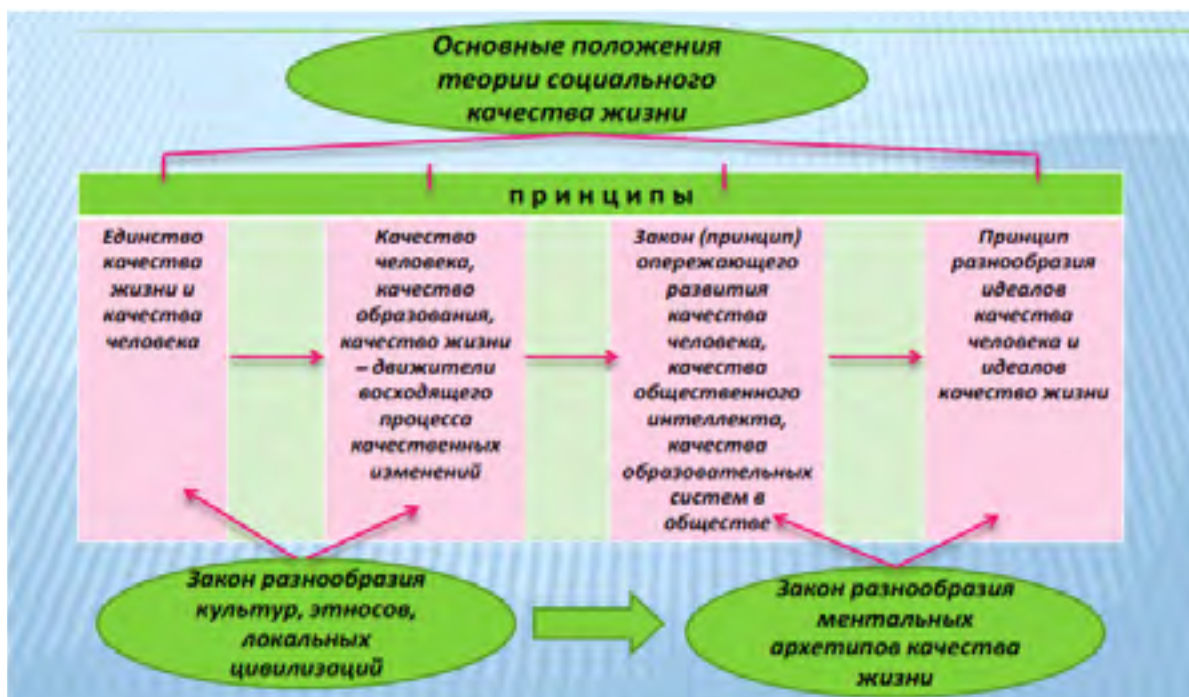 Основные положения
теории социального
качества жизни
принципы
Единство
качества
жизни и
качества
человека
Качество
человека,
качество
образования,
качество жизни
– движители
восходящего
процесса
качественных
изменений
Закон (принцип)
опережающего
развития
качества
человека,
качества
общественного
интеллекта,
качества
образовательных
систем в
обществе
Принцип
разнообразия
идеалов
качества
человека и
идеалов
качество жизни
Закон разнообразия
культур, этносов,
локальных
цивилизаций
Закон разнообразия
ментальных
архетипов качества
жизни